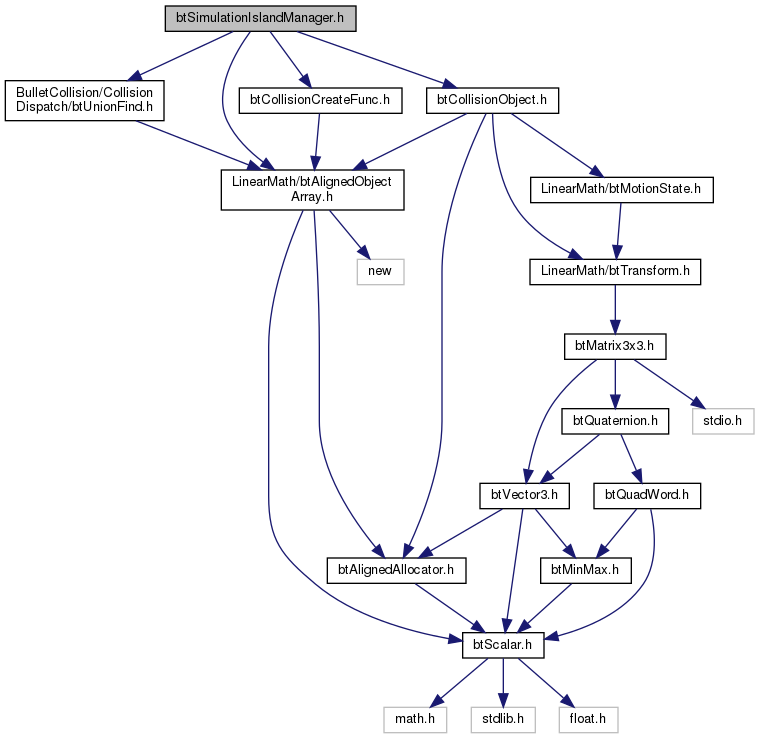 btSimulationIslandManager.h
BulletCollision/Collision
Dispatch/btUnionFind.h
btCollisionCreateFunc.h
btCollisionObject.h
LinearMath/btAlignedObject
Array.h
LinearMath/btMotionState.h
new
LinearMath/btTransform.h
btMatrix3x3.h
btQuaternion.h
stdio.h
btVector3.h
btQuadWord.h
btAlignedAllocator.h
btMinMax.h
btScalar.h
math.h
stdlib.h
float.h